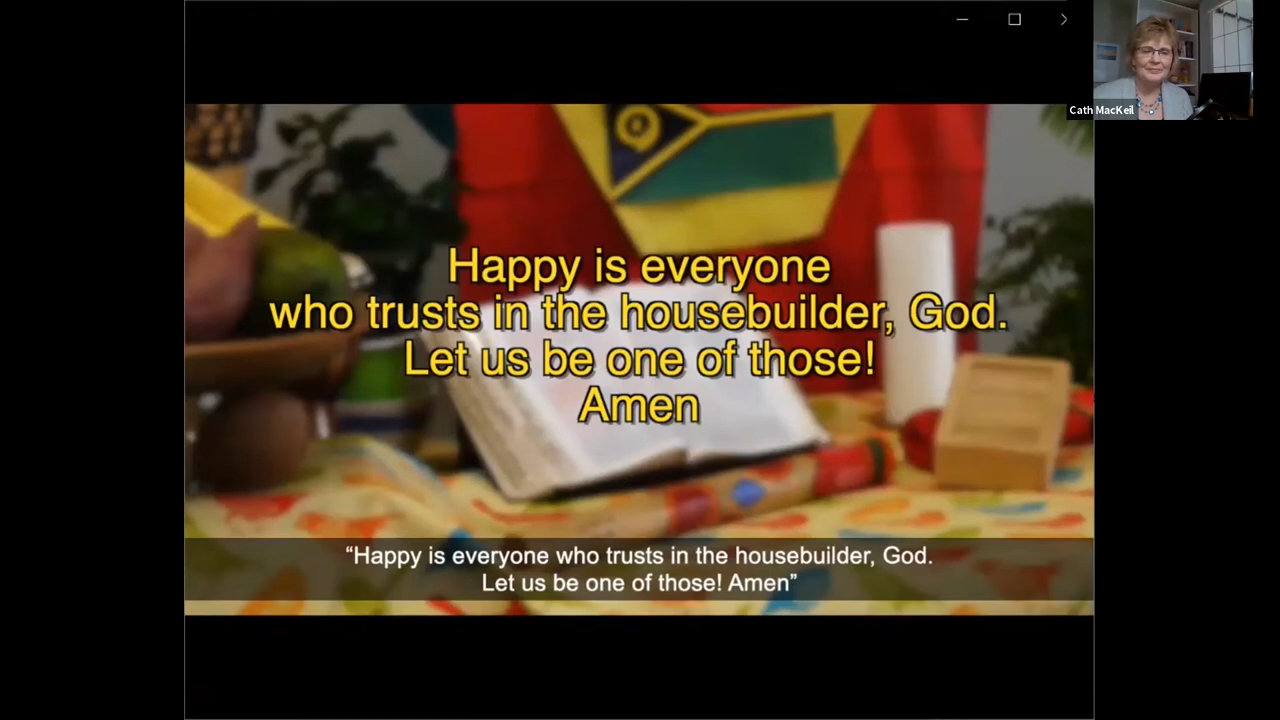 Cath MacKeil
Happy is everyone
who trusts in the housebuilder, God.
Let us be one of those!
Amen
“Happy is everyone who trusts in the housebuilder, God.
Let us be one of those! Amen”